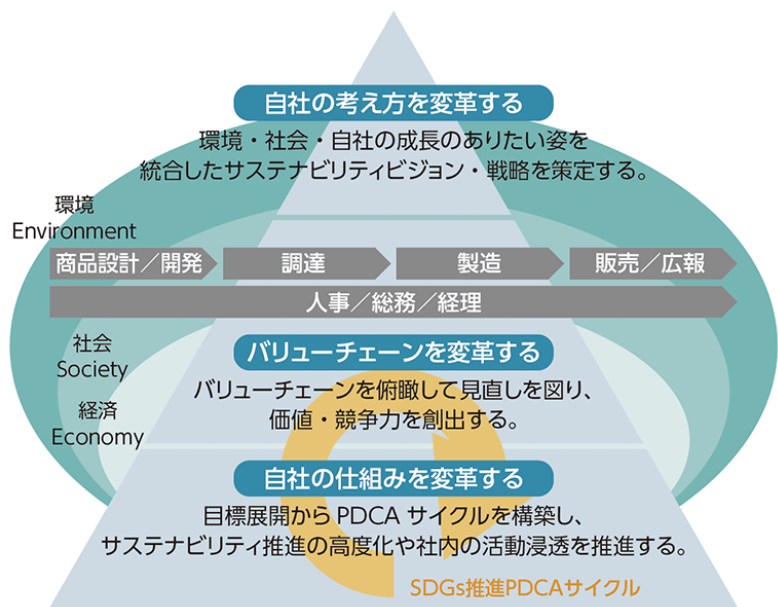 自社の考え方を変革する
環境・社会・自社の成長のありたい姿を
統合したサステナビリティビジョン・戦略を策定する。
環境
Environment
商品設計／開発
調達
製造
販売／広報
人事／総務／経理
社会
Society
バリューチェーンを変革する
バリューチェーンを俯瞰して見直しを図り、
価値・競争力を創出する。
経済
Economy
自社の仕組みを変革する
目標展開から PDCA サイクルを構築し、
サステナビリティ推進の高度化や社内の活動浸透を推進する。
SDGs推進PDCAサイクル